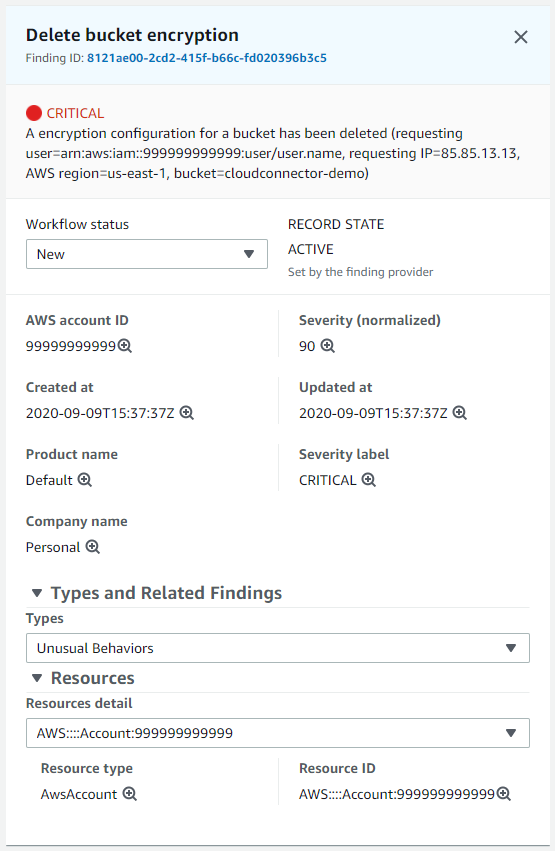 Delete bucket encryption
Finding ID: 8121ae00-2cd2-415f-b66c-fd020396b3c5
CRITICAL
A encryption configuration for a bucket has been deleted (requesting
user=arn:aws:iam::999999999999:user/user.name, requesting IP=85.85.13.13,
AWS region=us-east-1, bucket=cloudconnector-demo)
Workflow status
New
RECORD STATE
ACTIVE
Set by the finding provider
AWS account ID
99999999999
Severity (normalized)
90
Created at
2020-09-09T15:37:37Z
Updated at
2020-09-09T15:37:37Z
Product name
Default
Severity label
CRITICAL
Company name
Personal
Types and Related Findings
Types
Unusual Behaviors
Resources
Resources detail
AWS::::Account:999999999999
Resource type
AwsAccount
Resource ID
AWS::::Account:999999999999